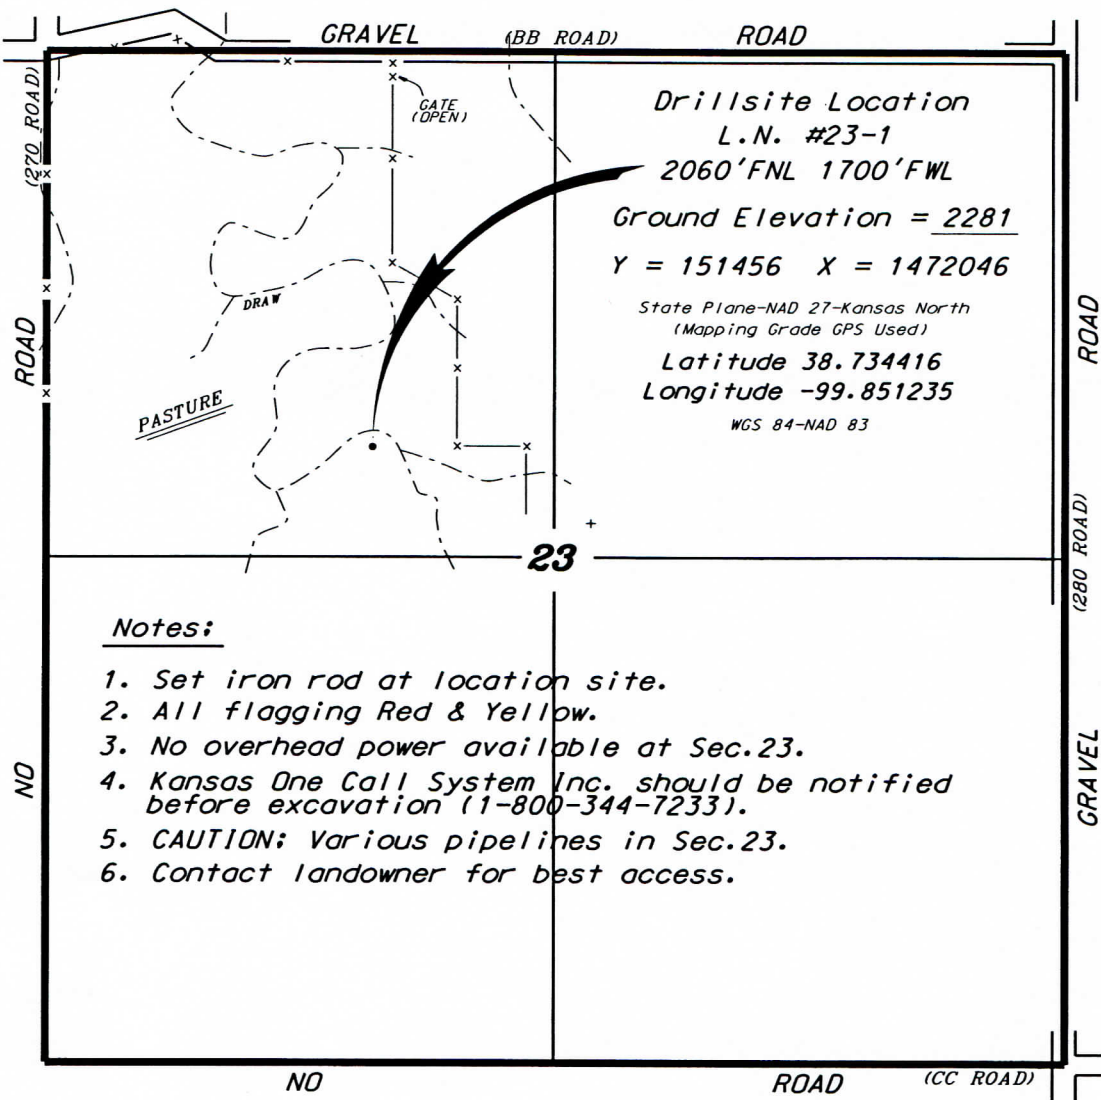 GRAVEL (BB ROAD) ROAD
(270 ROAD)
GATE
(OPEN)
Drillsite Location
L.N. #23-1
2060'FNL 1700'FWL
Ground Elevation = 2281
Y = 151456 X = 1472046
State Plane-NAD 27-Kansas North
(Mapping Grade GPS Used)
Latitude 38.734416
Longitude -99.851235
WGS 84-NAD 83
DRAW
PASTURE
ROAD
ROAD
(280 ROAD)
23
Notes:
1. Set iron rod at location site.
2. All flagging Red & Yellow.
3. No overhead power available at Sec.23.
4. Kansas One Call System Inc. should be notified
before excavation (1-800-344-7233).
5. CAUTION: Various pipelines in Sec.23.
6. Contact landowner for best access.
NO
GRAVEL
NO ROAD (CC ROAD)